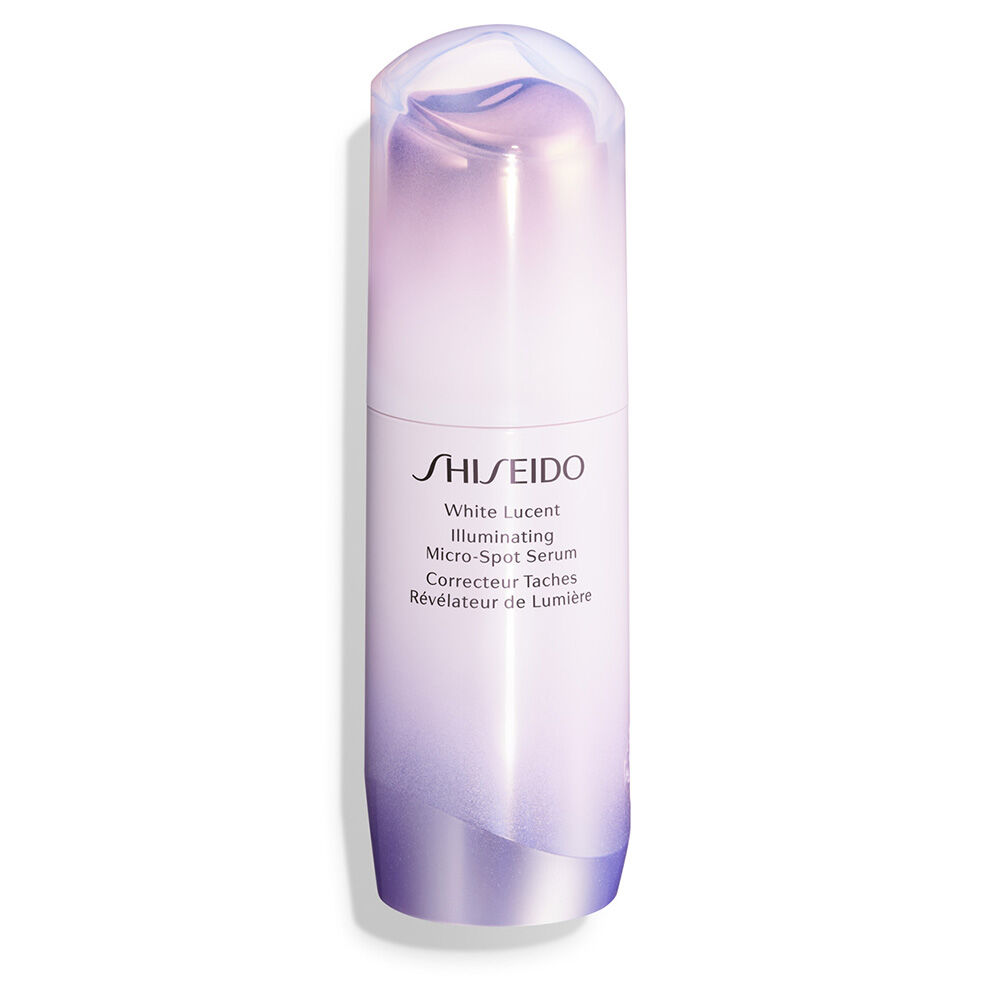 SHISEIDO
White Lucent
Illuminating
Micro-Spot Serum
Correcteur Taches
Révélateur de Lumière